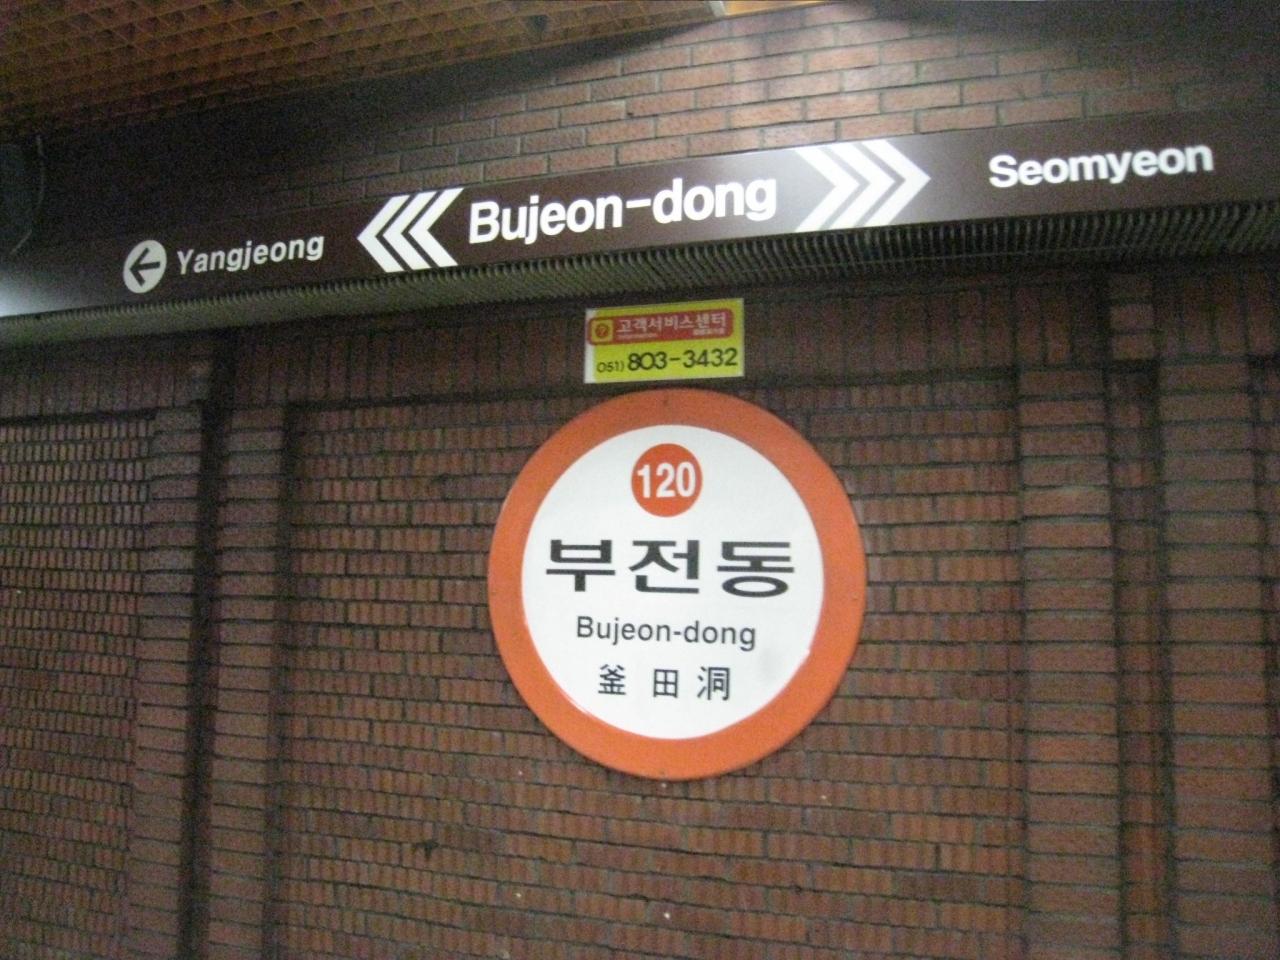 Yangjeong Bujeon-dong Seomyeon
고객서비스센터
051) 803-3432
120
부전동
Bujeon-dong
釜田洞